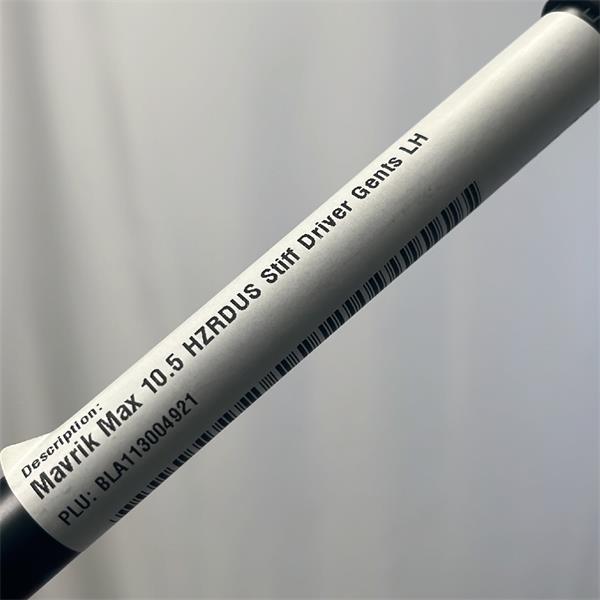 Description:
Mavrik Max 10.5 HZRDUS Stiff Driver Gents LH
PLU: BLA113004921